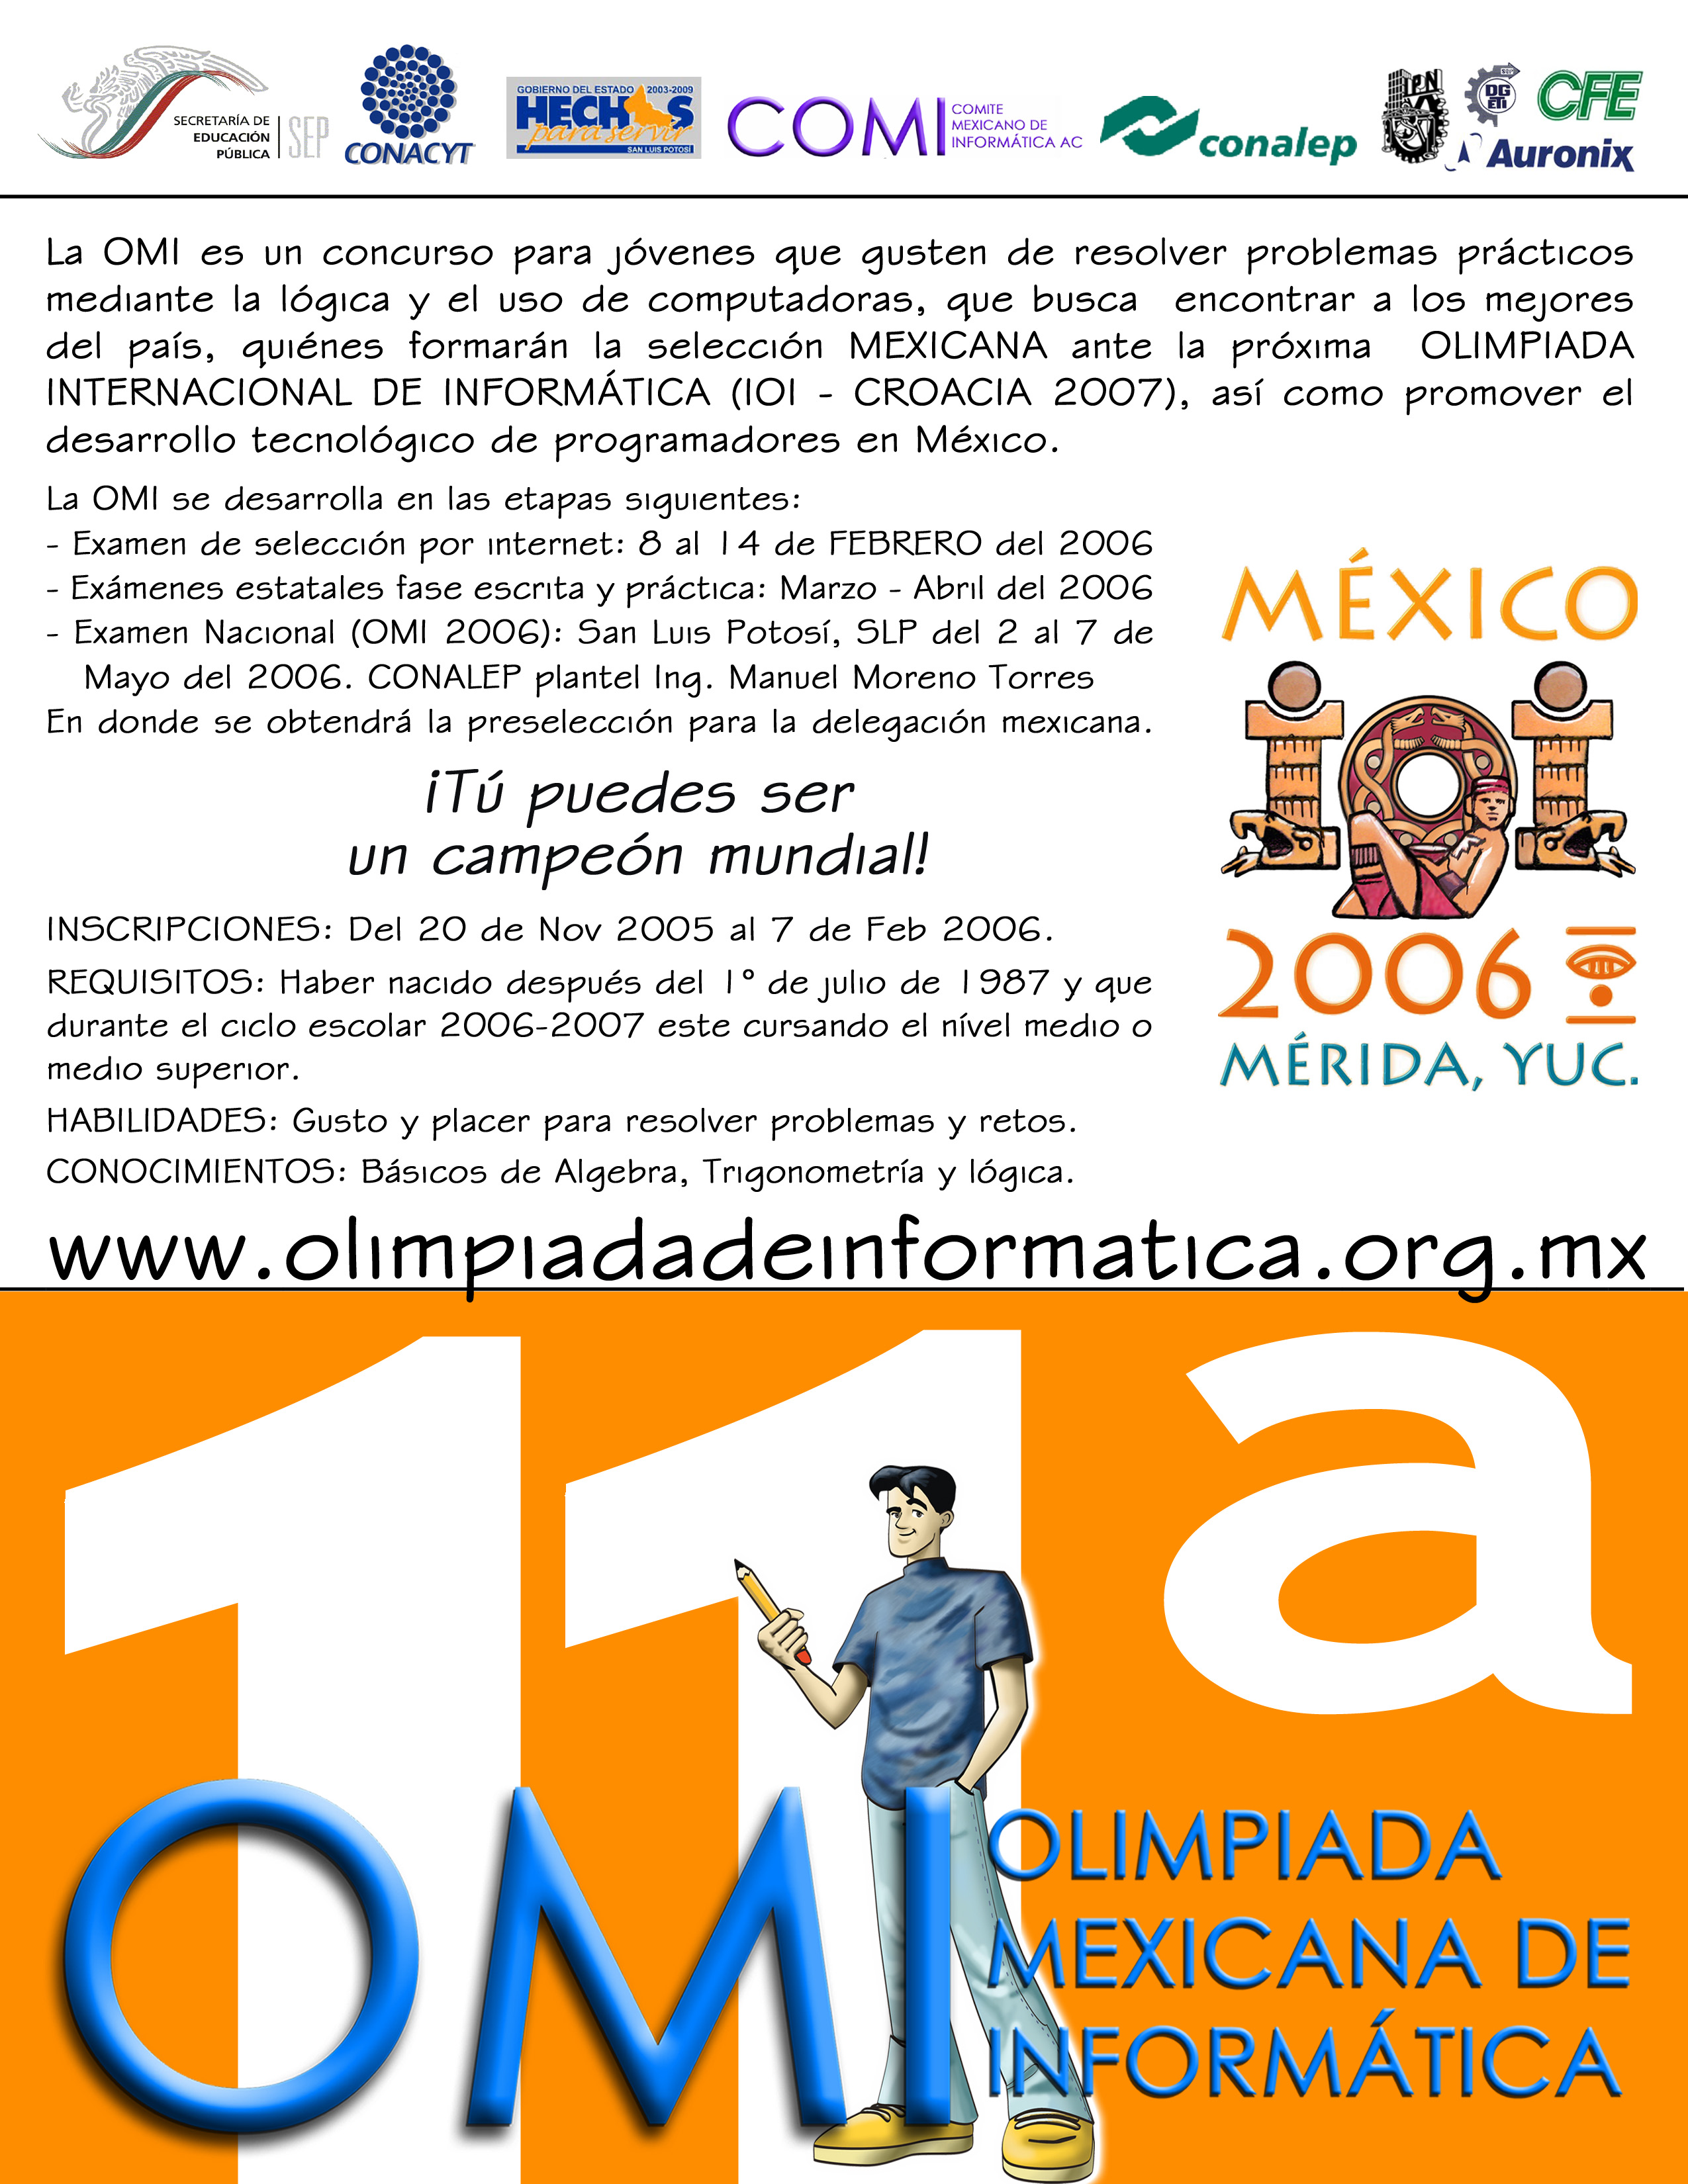 SECRETARÍA DE
EDUCACIÓN
PÚBLICA
SEP
CONACYT
GOBIERNO DEL ESTADO 2003-2009
HECHOS
para servir
SAN LUIS POTOSÍ
COMI
COMITE
MEXICANO DE
INFORMÁTICA AC
conalep
IPN
DG
ETI
CFE
Auronix
La OMI es un concurso para jóvenes que gusten de resolver problemas prácticos
mediante la lógica y el uso de computadoras, que busca encontrar a los mejores
del país, quiénes formarán la selección MEXICANA ante la próxima OLIMPIADA
INTERNACIONAL DE INFORMÁTICA (IOI - CROACIA 2007), así como promover el
desarrollo tecnológico de programadores en México.
La OMI se desarrolla en las etapas siguientes:
- Examen de selección por internet: 8 al 14 de FEBRERO del 2006
- Exámenes estatales fase escrita y práctica: Marzo - Abril del 2006
- Examen Nacional (OMI 2006): San Luis Potosí, SLP del 2 al 7 de
Mayo del 2006. CONALEP plantel Ing. Manuel Moreno Torres
En donde se obtendrá la preselección para la delegación mexicana.
¡Tú puedes ser
un campeón mundial!
INSCRIPCIONES: Del 20 de Nov 2005 al 7 de Feb 2006.
REQUISITOS: Haber nacido después del 1° de julio de 1987 y que
durante el ciclo escolar 2006-2007 este cursando el nível medio o
medio superior.
HABILIDADES: Gusto y placer para resolver problemas y retos.
CONOCIMIENTOS: Básicos de Algebra, Trigonometría y lógica.
MÉXICO
IOI
2006
MÉRIDA, YUC.
www.olimpiadadeinformatica.org.mx
11a
OMI
OLIMPIADA
MEXICANA DE
INFORMÁTICA